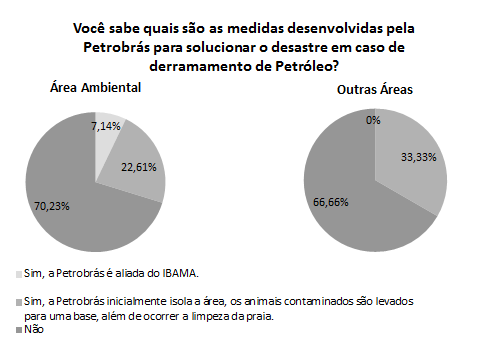 Você sabe quais são as medidas desenvolvidas pela
Petrobrás para solucionar o desastre em caso de
derramamento de Petróleo?
Área Ambiental
7,14%
22,61%
70,23%
Outras Áreas
0%
33,33%
66,66%
Sim, a Petrobrás é aliada do IBAMA.
Sim, a Petrobrás inicialmente isola a área, os animais contaminados são levados
para uma base, além de ocorrer a limpeza da praia.
Não